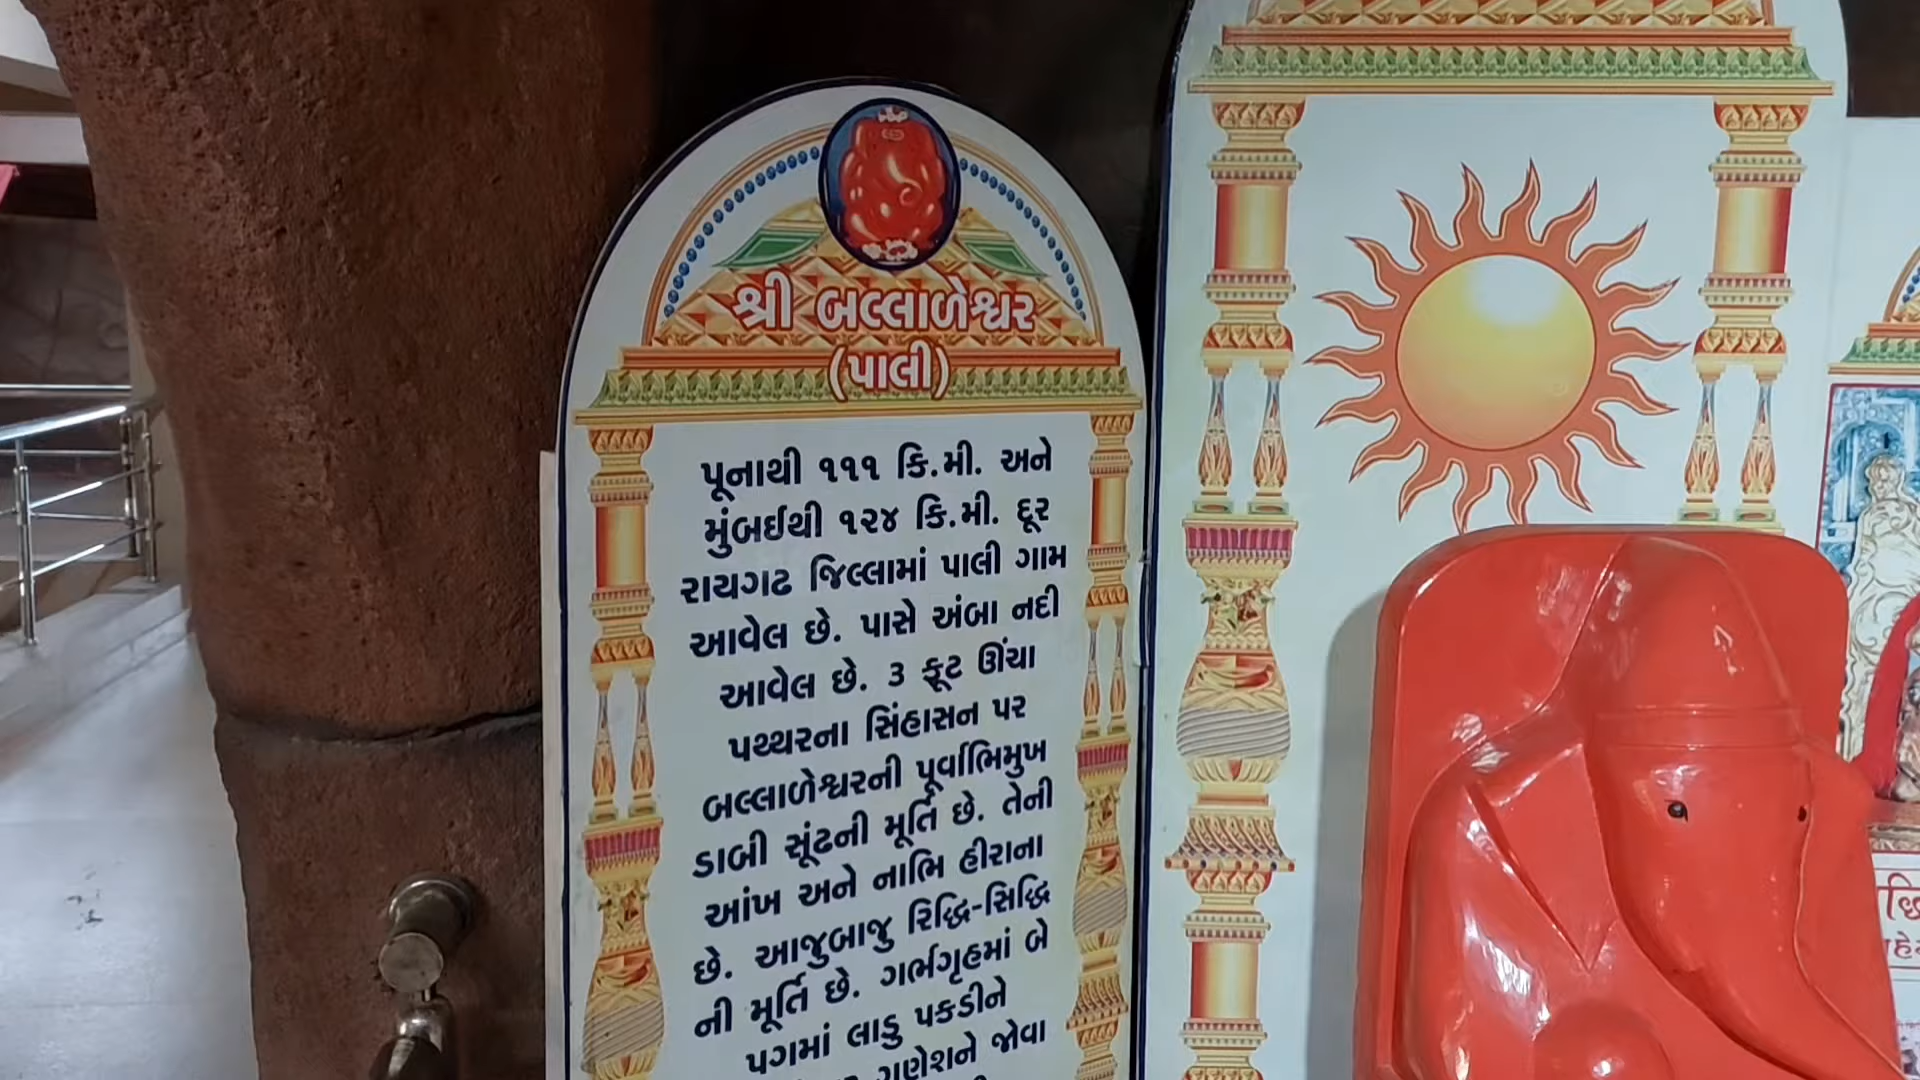 શ્રી બલ્લાળેશ્વર
(પાલી)
પૂનાથી ૧૧૧ કિ.મી. અને
મુંબઈથી ૧૨૪ કિ.મી. દૂર
રાયગઢ જિલ્લામાં પાલી ગામ
આવેલ છે. પાસે અંબા નદી
આવેલ છે. ૩ ફૂટ ઊંચા
પથ્થરના સિંહાસન પર
બલ્લાળેશ્વરની પૂર્વાભિમુખ
ડાબી સૂંઢની મૂર્તિ છે. તેની
આંખ અને નાભિ હીરાના
છે. આજુબાજુ રિદ્ધિ-સિદ્ધિ
ની મૂર્તિ છે. ગર્ભગૃહમાં બે
પગમાં લાડુ પકડીને
ગણેશને જોવા